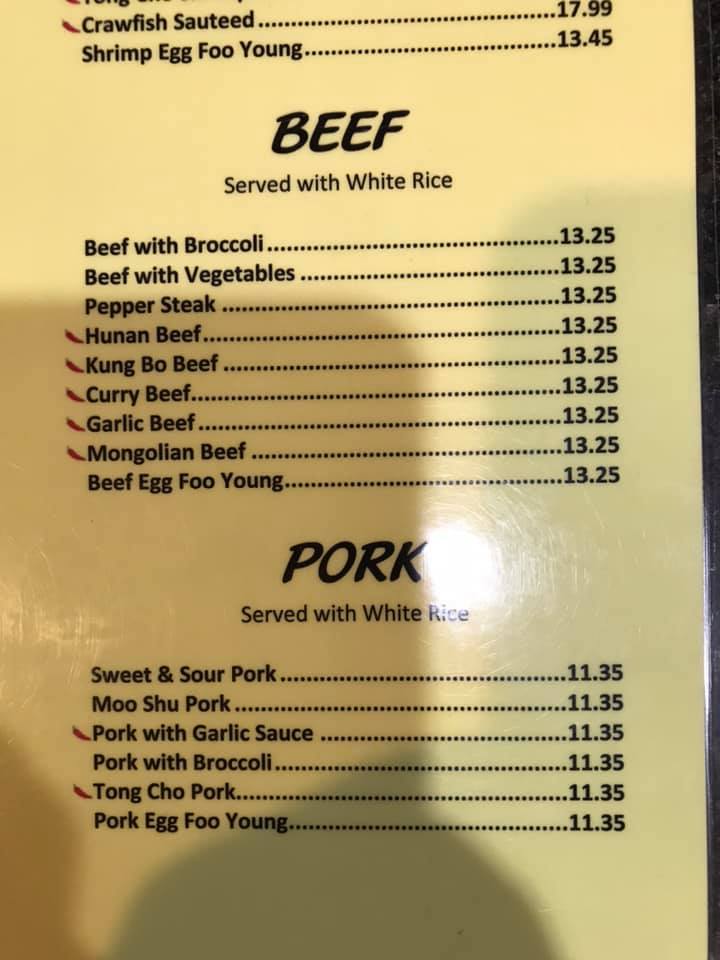 Crawfish Sauteed.............................................17.99
Shrimp Egg Foo Young......................................13.45
BEEF
Served with White Rice
Beef with Broccoli............................................13.25
Beef with Vegetables .......................................13.25
Pepper Steak ...................................................13.25
Hunan Beef......................................................13.25
Kung Bo Beef ...................................................13.25
Curry Beef........................................................13.25
Garlic Beef.......................................................13.25
Mongolian Beef ...............................................13.25
Beef Egg Foo Young..........................................13.25
PORK
Served with White Rice
Sweet & Sour Pork...........................................11.35
Moo Shu Pork..................................................11.35
Pork with Garlic Sauce .....................................11.35
Pork with Broccoli............................................11.35
Tong Cho Pork.................................................11.35
Pork Egg Foo Young..........................................11.35